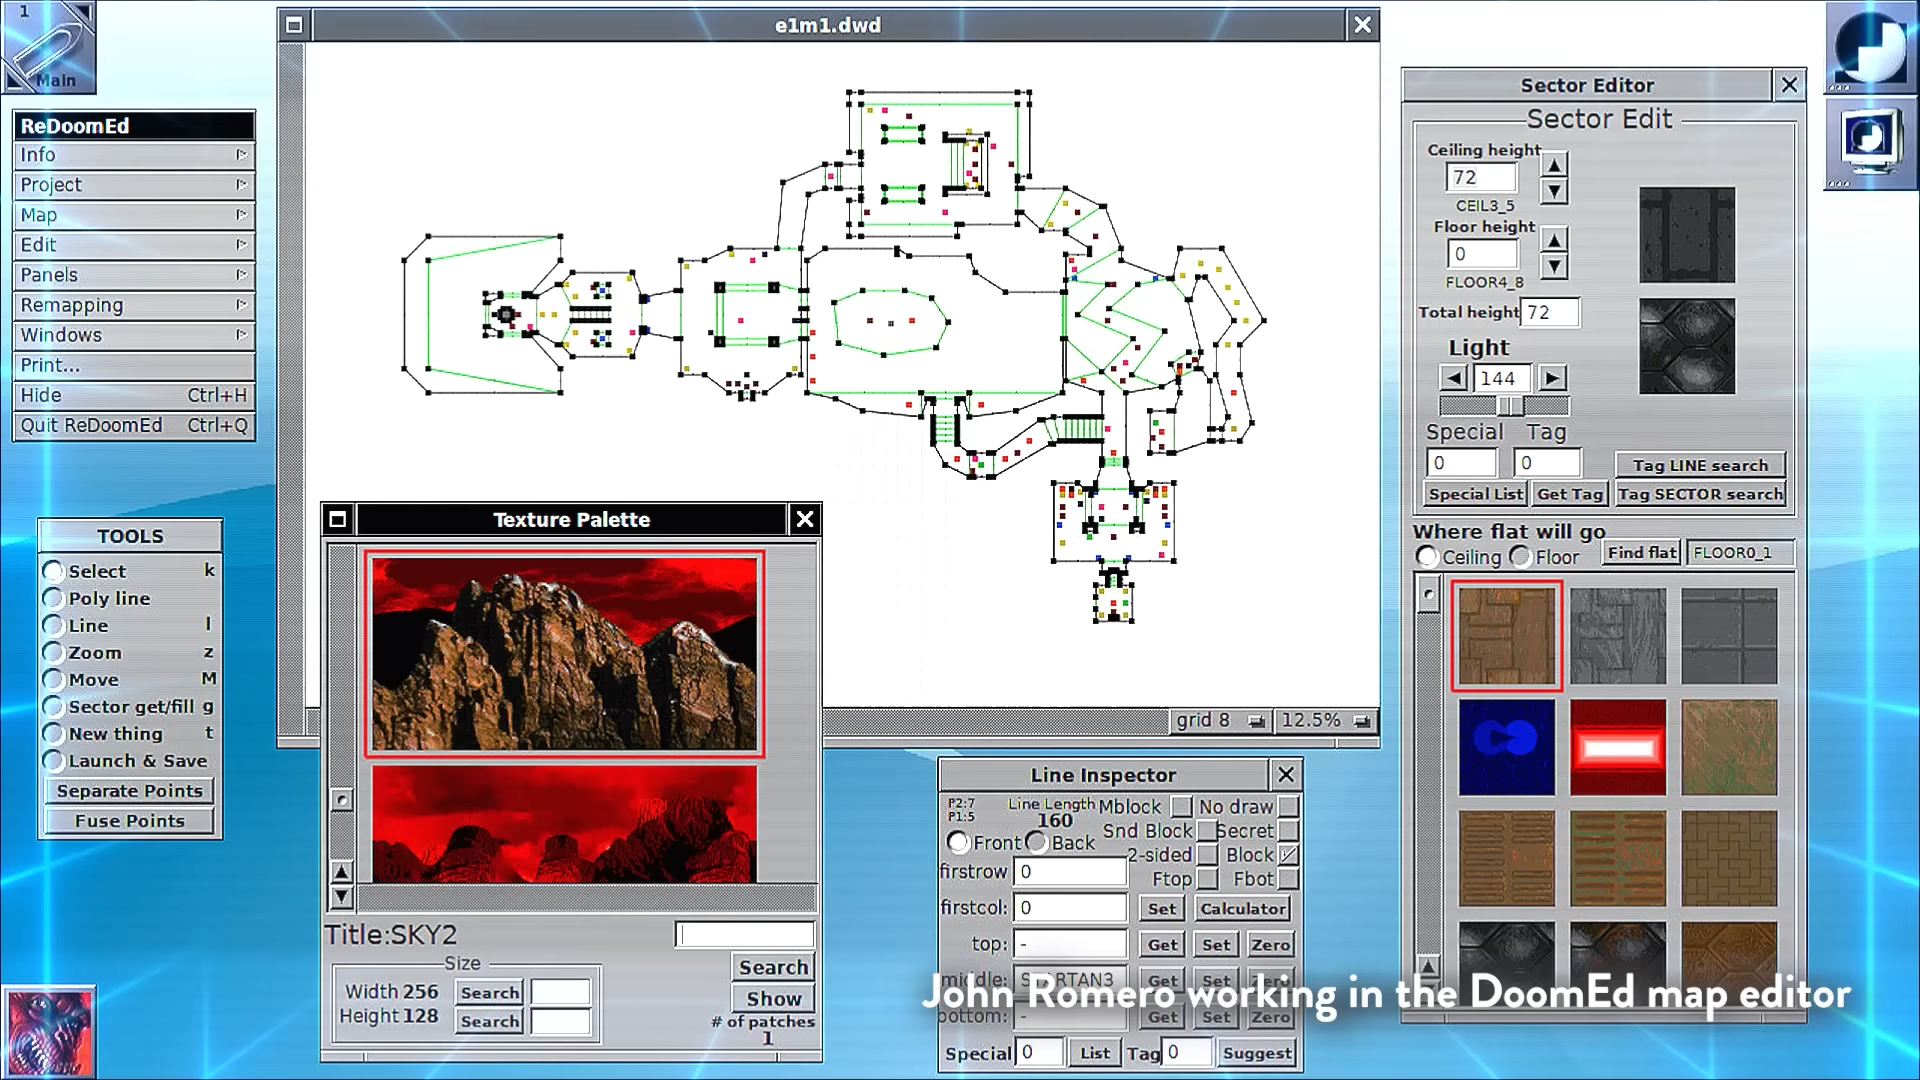 1
Main
ReDoomEd
Info
Project
Map
Edit
Panels
Remapping
Windows
Print...
Hide Ctrl+H
Quit ReDoomEd Ctrl+Q
TOOLS
Select k
Poly line
Line l
Zoom z
Move M
Sector get/fill g
New thing t
Launch & Save
Separate Points
Fuse Points
e1m1.dwd
grid 8 12.5%
Texture Palette
Title:SKY2
Size
Width 256 Search
Height 128 Search
Search
Show
# of patches
1
Line Inspector
P2:7
P1:5
Line Length
160
Mblock No draw
Snd Block Secret
Front Back
2-sided Block
Ftop Fbot
firstrow 0
firstcol: 0 Set Calculator
top: - Get Set Zero
middle: STARTAN3 Get Set Zero
bottom: - Get Set Zero
Special 0 List Tag 0 Suggest
Sector Editor
Sector Edit
Ceiling height
72
CEIL3_5
Floor height
0
FLOOR4_8
Total height 72
Light
144
Special Tag
0 0 Tag LINE search
Special List Get Tag Tag SECTOR search
Where flat will go
Ceiling Floor Find flat FLOOR0_1
John Romero working in the DoomEd map editor